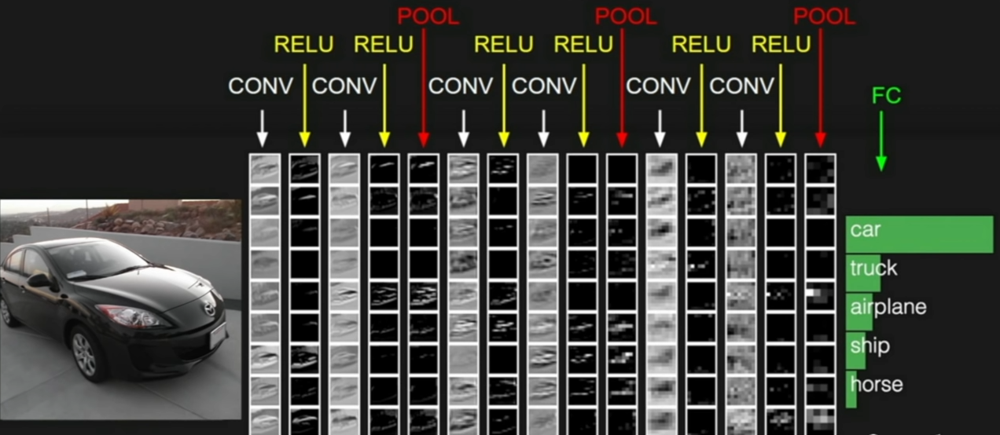 POOL POOL POOL
RELU RELU RELU RELU RELU RELU
CONV CONV CONV CONV CONV CONV
FC
car
truck
airplane
ship
horse